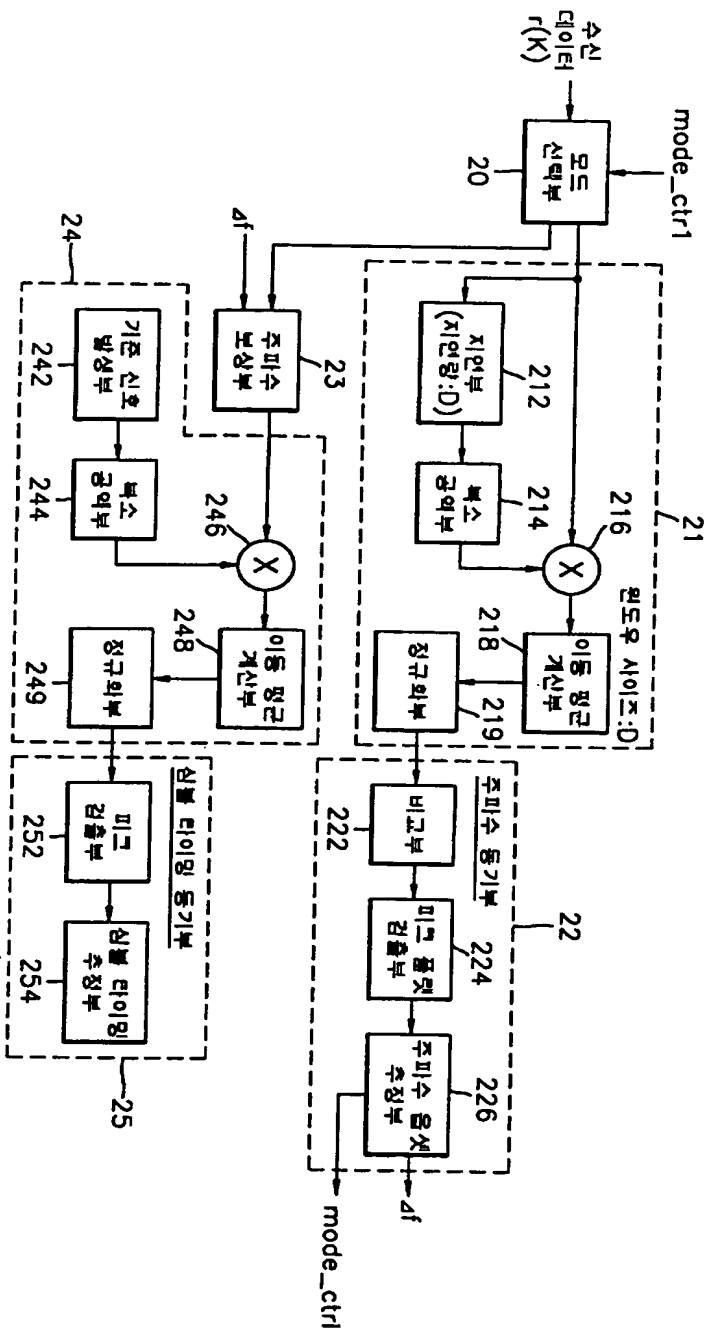 수신
데이터
r(K)
mode_ctr1
모드
선택부
20
21
지연부
(지연량:D)
212
복소
공액부
214
X
216
윈도우 사이즈:D
이동 평균
계산부
218
정규화부
219
주파수 동기부
22
비교부
222
피크 플랫
검출부
224
주파수 옵셋
추정부
226
Δf
mode_ctrl
Δf
주파수
보상부
23
24
기준 신호
발생부
242
복소
공액부
244
X
246
이동 평균
계산부
248
정규화부
249
심볼 타이밍 동기부
25
피크
검출부
252
심볼 타이밍
추정부
254